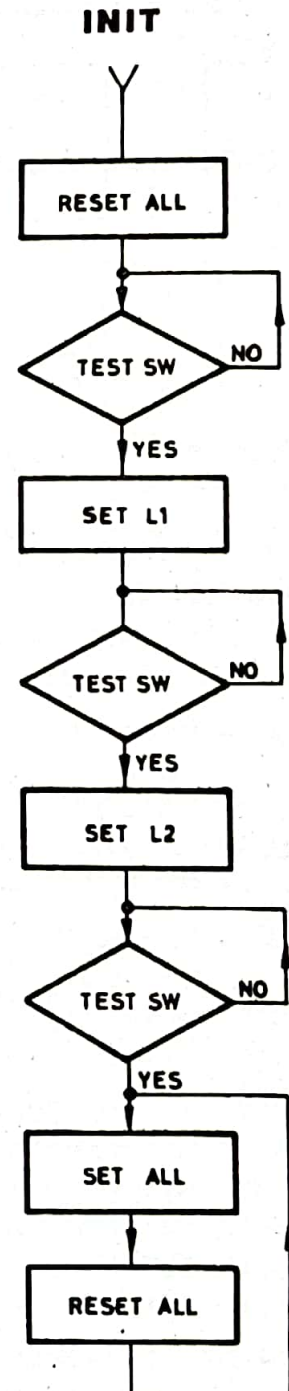 INIT
RESET ALL
TEST SW
NO
YES
SET L1
TEST SW
NO
YES
SET L2
TEST SW
NO
YES
SET ALL
RESET ALL